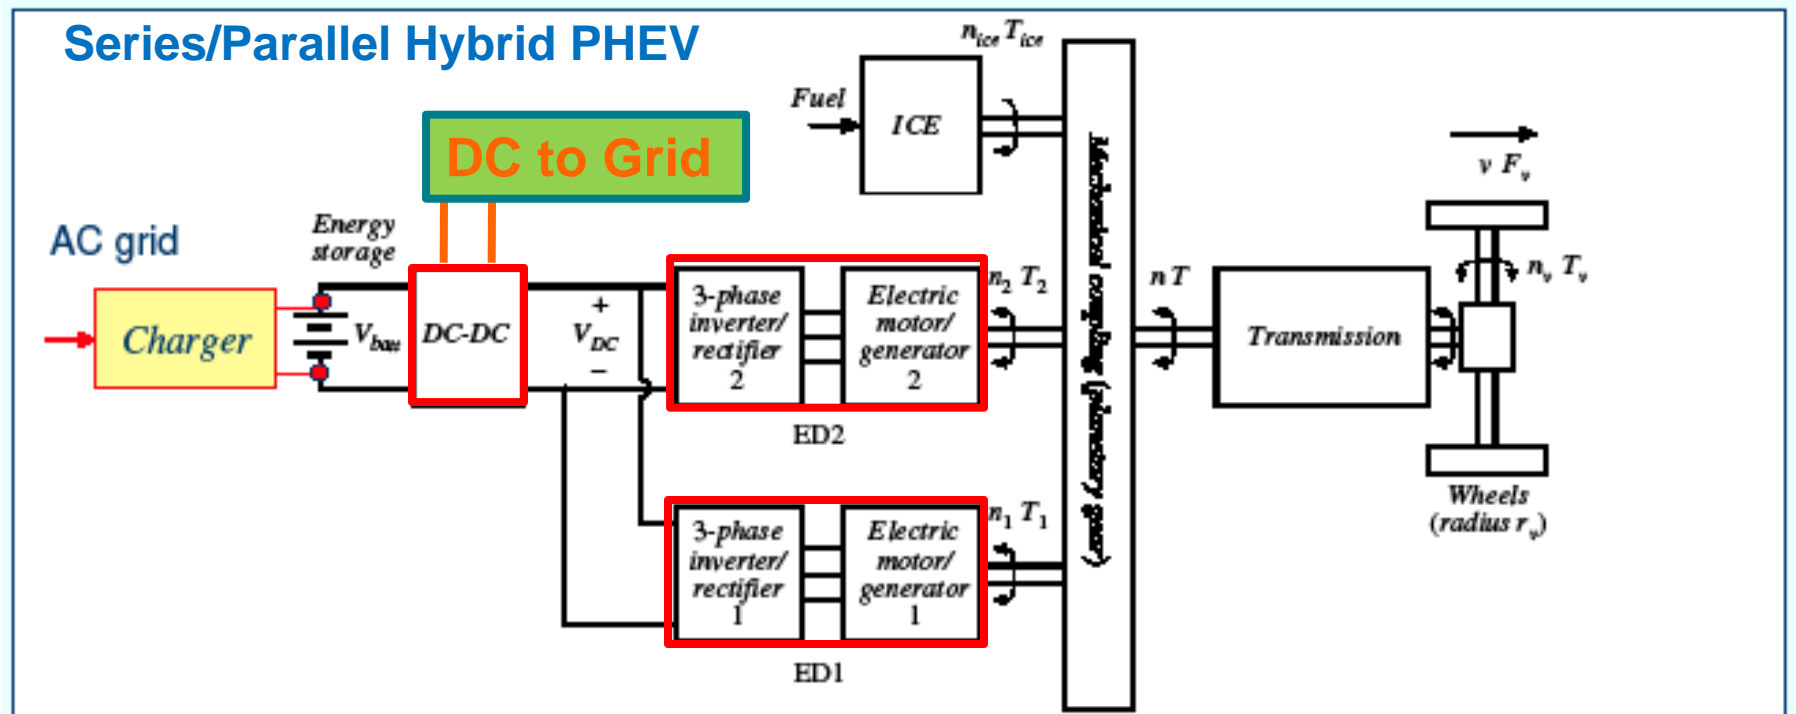 Series/Parallel Hybrid PHEV
n_ice T_ice
Fuel
ICE
DC to Grid
v F_v
AC grid
Energy
storage
Charger
V_batt
DC-DC
+
V_DC
−
3-phase
inverter/
rectifier
2
Electric
motor/
generator
2
n_2 T_2
ED2
Mechanical coupling (planetary gear)
n T
Transmission
n_v T_v
Wheels
(radius r_v)
3-phase
inverter/
rectifier
1
Electric
motor/
generator
1
n_1 T_1
ED1